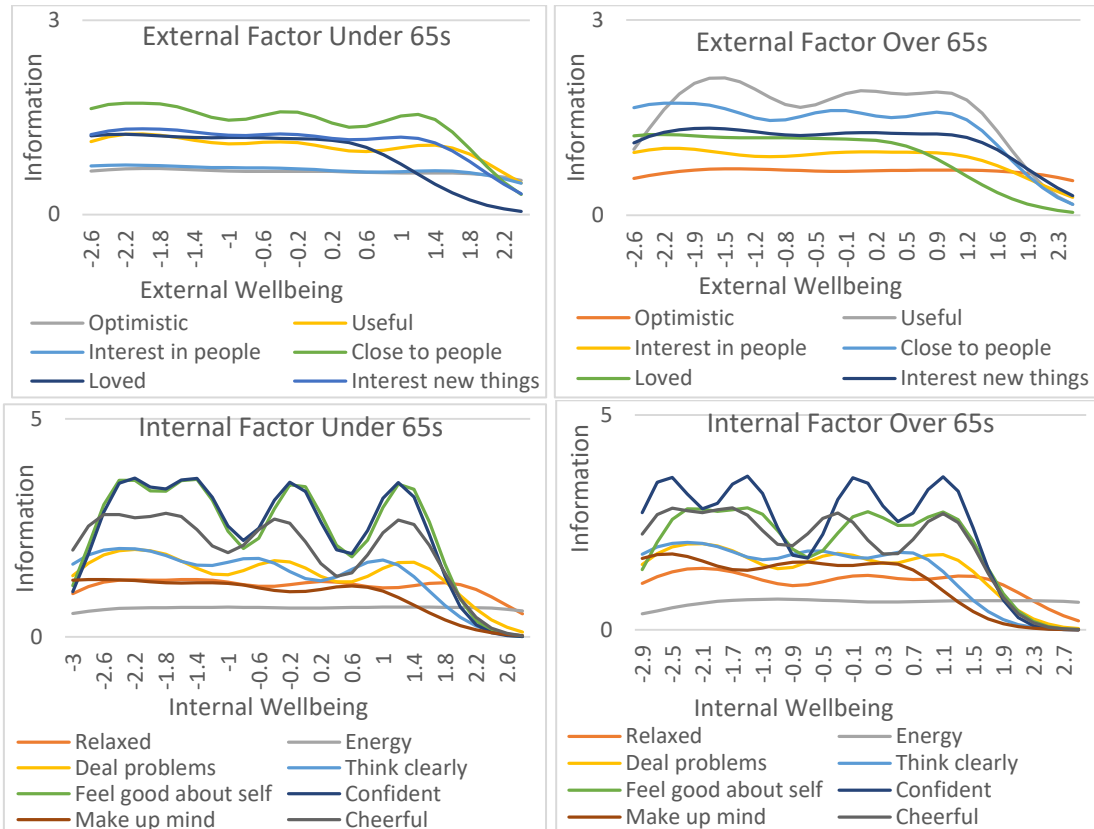 External Factor Under 65s
3
Information
0
-2.6
-2.2
-1.8
-1.4
-1
-0.6
-0.2
0.2
0.6
1
1.4
1.8
2.2
External Wellbeing
Optimistic Useful
Interest in people Close to people
Loved Interest new things
External Factor Over 65s
3
Information
3
-2.6
-2.2
-1.9
-1.5
-1.2
-0.8
-0.5
-0.1
0.2
0.5
0.9
1.2
1.6
1.9
2.3
External Wellbeing
Optimistic Useful
Interest in people Close to people
Loved Interest new things
Internal Factor Under 65s
5
Information
0
-3
-2.6
-2.2
-1.8
-1.4
-1
-0.6
-0.2
0.2
0.6
1
1.4
1.8
2.2
2.6
Internal Wellbeing
Relaxed Energy
Deal problems Think clearly
Feel good about self Confident
Make up mind Cheerful
Internal Factor Over 65s
5
Information
0
-2.9
-2.5
-2.1
-1.7
-1.3
-0.9
-0.5
-0.1
0.3
0.7
1.1
1.5
1.9
2.3
2.7
Internal Wellbeing
Relaxed Energy
Deal problems Think clearly
Feel good about self Confident
Make up mind Cheerful